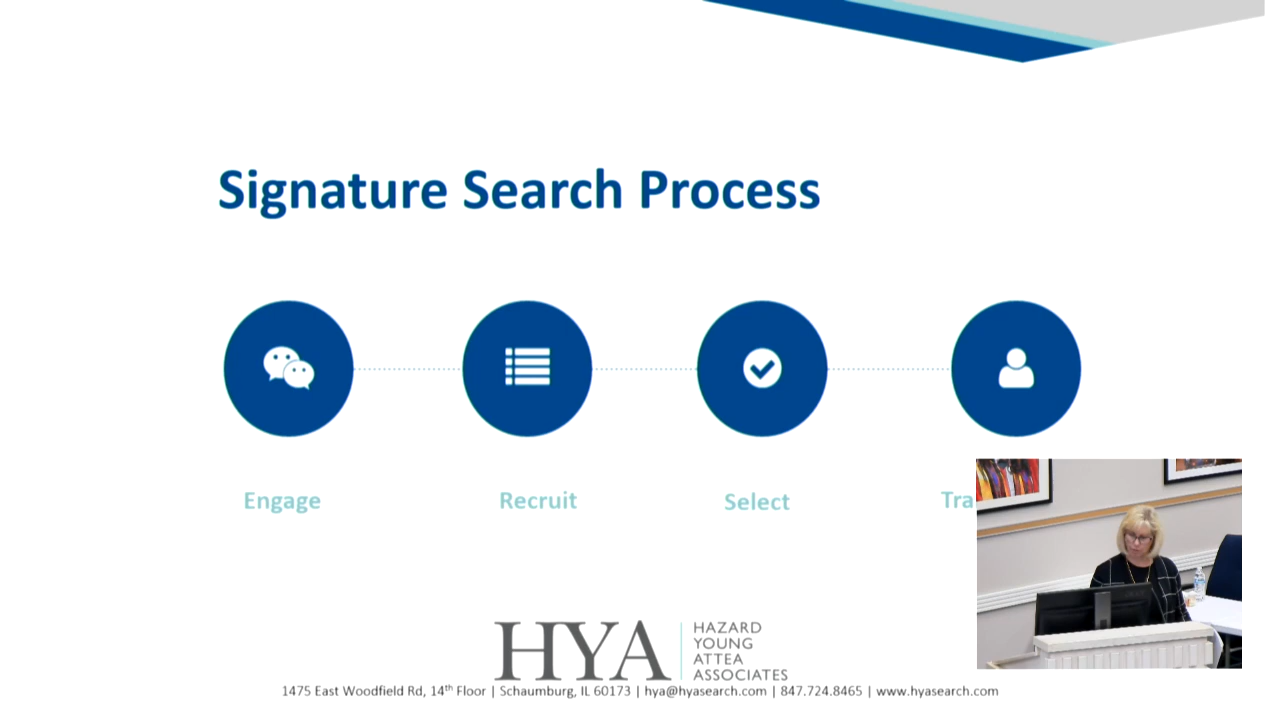 Signature Search Process
Engage
Recruit
Select
HYA
HAZARD
YOUNG
ATTEA
ASSOCIATES
1475 East Woodfield Rd, 14th Floor | Schaumburg, IL 60173 | hya@hyasearch.com | 847.724.8465 | www.hyasearch.com